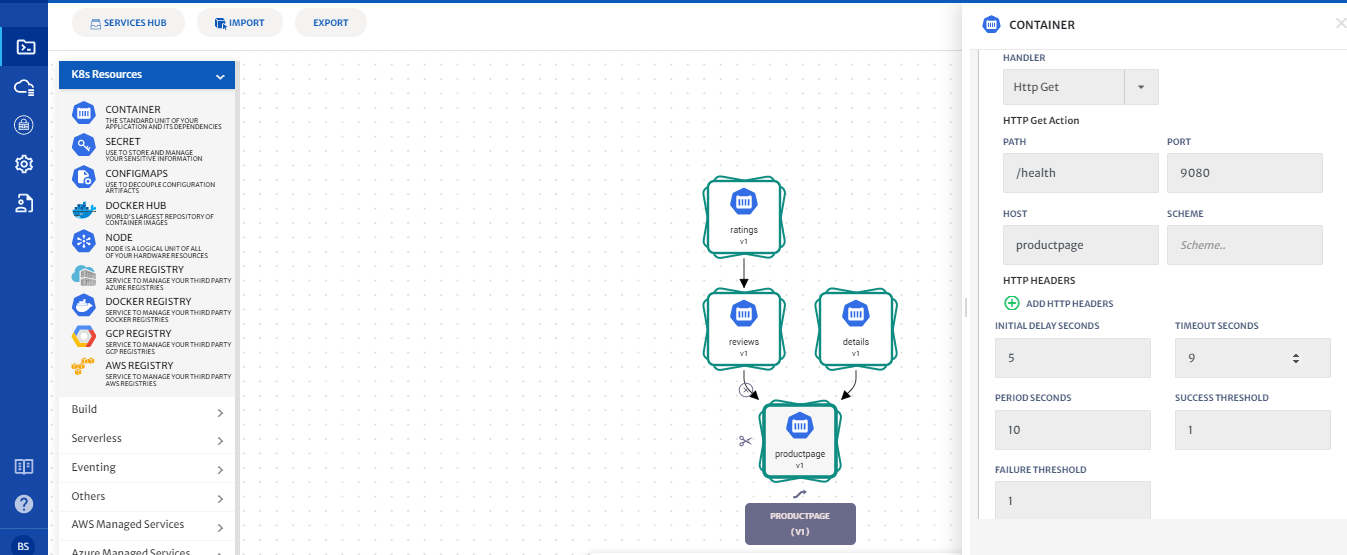 SERVICES HUB
IMPORT
EXPORT
K8s Resources
CONTAINER
THE STANDARD UNIT OF YOUR
APPLICATION AND ITS DEPENDENCIES
SECRET
USE TO STORE AND MANAGE
YOUR SENSITIVE INFORMATION
CONFIGMAPS
USE TO DECOUPLE CONFIGURATION
ARTIFACTS
DOCKER HUB
WORLD'S LARGEST REPOSITORY OF
CONTAINER IMAGES
NODE
NODE IS A LOGICAL UNIT OF ALL
OF YOUR HARDWARE RESOURCES
AZURE REGISTRY
SERVICE TO MANAGE YOUR THIRD PARTY
AZURE REGISTRIES
DOCKER REGISTRY
SERVICE TO MANAGE YOUR THIRD PARTY
DOCKER REGISTRIES
GCP REGISTRY
SERVICE TO MANAGE YOUR THIRD PARTY
GCP REGISTRIES
AWS REGISTRY
SERVICE TO MANAGE YOUR THIRD PARTY
AWS REGISTRIES
Build
Serverless
Eventing
Others
AWS Managed Services
Azure Managed Services
BS
ratings
v1
reviews
v1
details
v1
productpage
v1
PRODUCTPAGE
(V1)
CONTAINER
HANDLER
Http Get
HTTP Get Action
PATH
PORT
/health
9080
HOST
SCHEME
productpage
Scheme..
HTTP HEADERS
ADD HTTP HEADERS
INITIAL DELAY SECONDS
TIMEOUT SECONDS
5
9
PERIOD SECONDS
SUCCESS THRESHOLD
10
1
FAILURE THRESHOLD
1